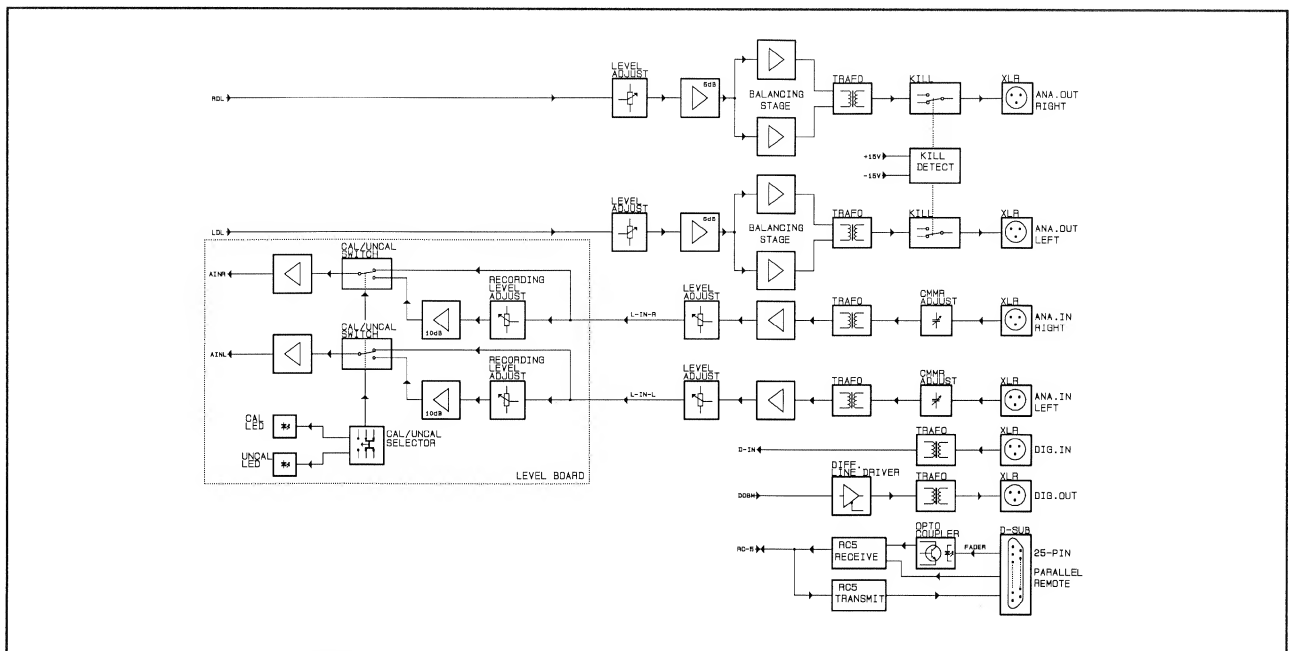 LEVEL
ADJUST
6dB
TRAFO
KILL
XLR
RDL
BALANCING
STAGE
ANA.OUT
RIGHT
+15V
-15V
KILL
DETECT
LEVEL
ADJUST
6dB
TRAFO
KILL
XLR
LDL
BALANCING
STAGE
ANA.OUT
LEFT
CAL/UNCAL
SWITCH
AINR
RECORDING
LEVEL
ADJUST
10dB
L-IN-R
LEVEL
ADJUST
TRAFO
CMMR
ADJUST
XLR
ANA.IN
RIGHT
CAL/UNCAL
SWITCH
AINL
RECORDING
LEVEL
ADJUST
10dB
L-IN-L
LEVEL
ADJUST
TRAFO
CMMR
ADJUST
XLR
ANA.IN
LEFT
CAL
LED
UNCAL
LED
CAL/UNCAL
SELECTOR
LEVEL BOARD
D-IN
TRAFO
XLR
DIG.IN
DOBM
DIFF.
LINE DRIVER
TRAFO
XLR
DIG.OUT
RC-5
RC5
RECEIVE
OPTO
COUPLER
FADER
D-SUB
25-PIN
PARALLEL
REMOTE
RC5
TRANSMIT